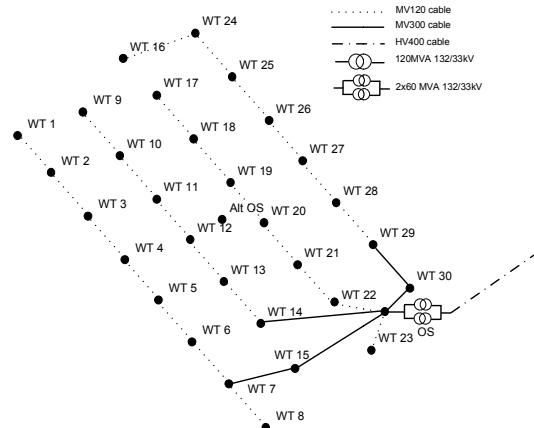 MV120 cable
MV300 cable
HV400 cable
120MVA 132/33kV
2x60 MVA 132/33kV
WT 24
WT 16
WT 25
WT 17
WT 9
WT 26
WT 1
WT 18
WT 10
WT 27
WT 2
WT 19
WT 11
WT 28
Alt OS
WT 3
WT 20
WT 12
WT 29
WT 4
WT 21
WT 13
WT 30
WT 5
WT 22
WT 14
OS
WT 6
WT 23
WT 15
WT 7
WT 8